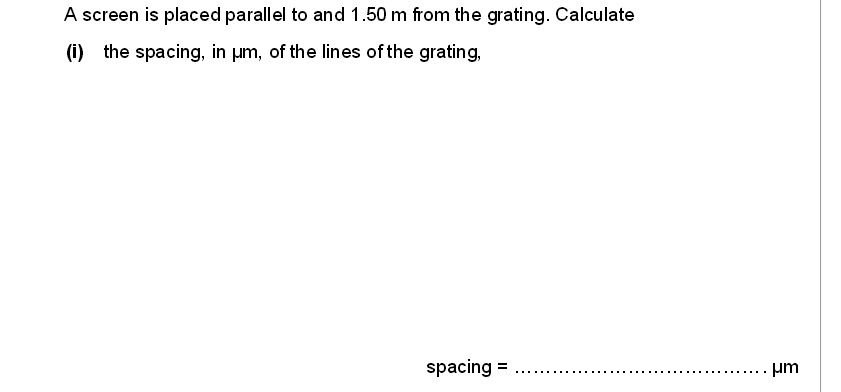 A screen is placed parallel to and 1.50 m from the grating. Calculate
(i) the spacing, in μm, of the lines of the grating,
spacing = ........................................ μm